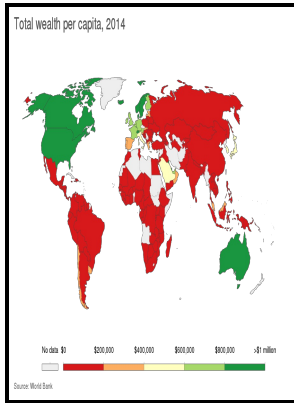 Total wealth per capita, 2014
No data $0 $200,000 $400,000 $600,000 $800,000 >$1 million
Source: World Bank